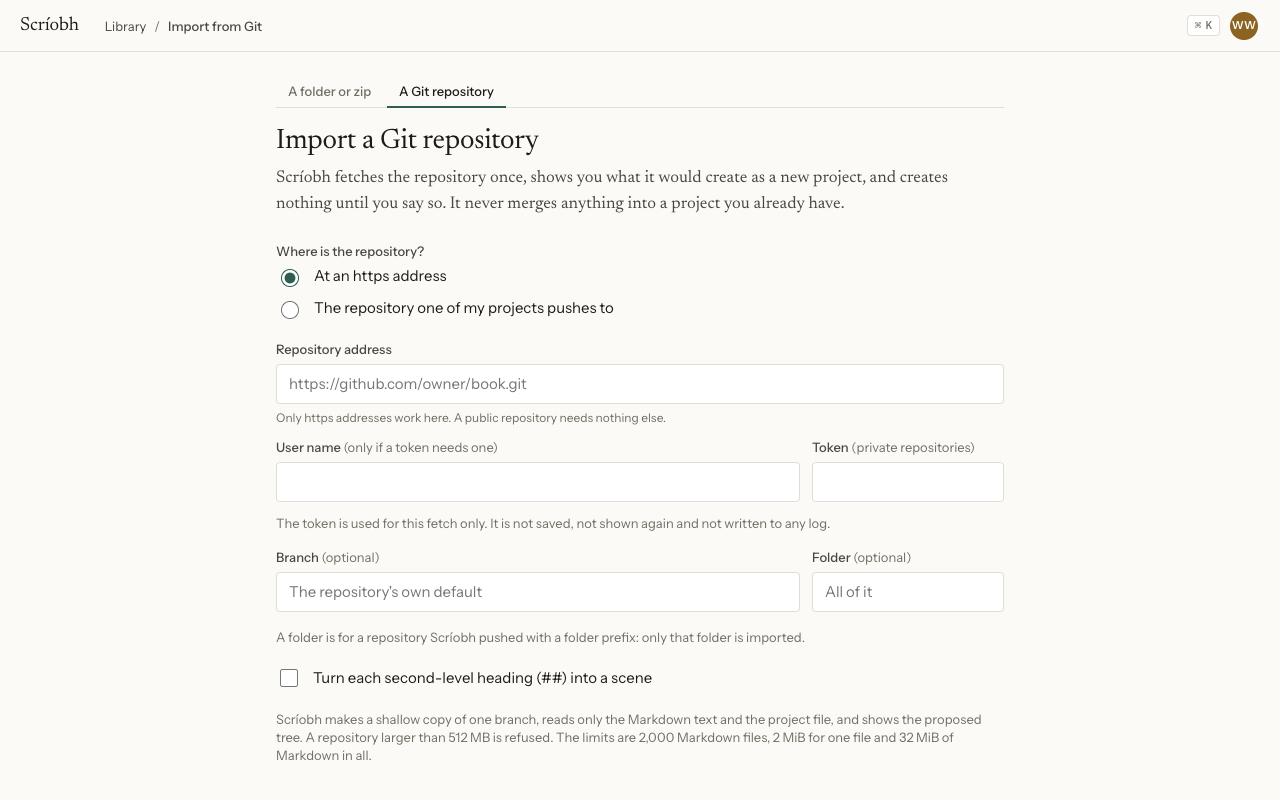 Scríobh
Library / Import from Git
⌘ K
WW
A folder or zip
A Git repository
Import a Git repository
Scríobh fetches the repository once, shows you what it would create as a new project, and creates
nothing until you say so. It never merges anything into a project you already have.
Where is the repository?
At an https address
The repository one of my projects pushes to
Repository address
https://github.com/owner/book.git
Only https addresses work here. A public repository needs nothing else.
User name (only if a token needs one)
Token (private repositories)
The token is used for this fetch only. It is not saved, not shown again and not written to any log.
Branch (optional)
Folder (optional)
The repository's own default
All of it
A folder is for a repository Scríobh pushed with a folder prefix: only that folder is imported.
Turn each second-level heading (##) into a scene
Scríobh makes a shallow copy of one branch, reads only the Markdown text and the project file, and shows the proposed
tree. A repository larger than 512 MB is refused. The limits are 2,000 Markdown files, 2 MiB for one file and 32 MiB of
Markdown in all.